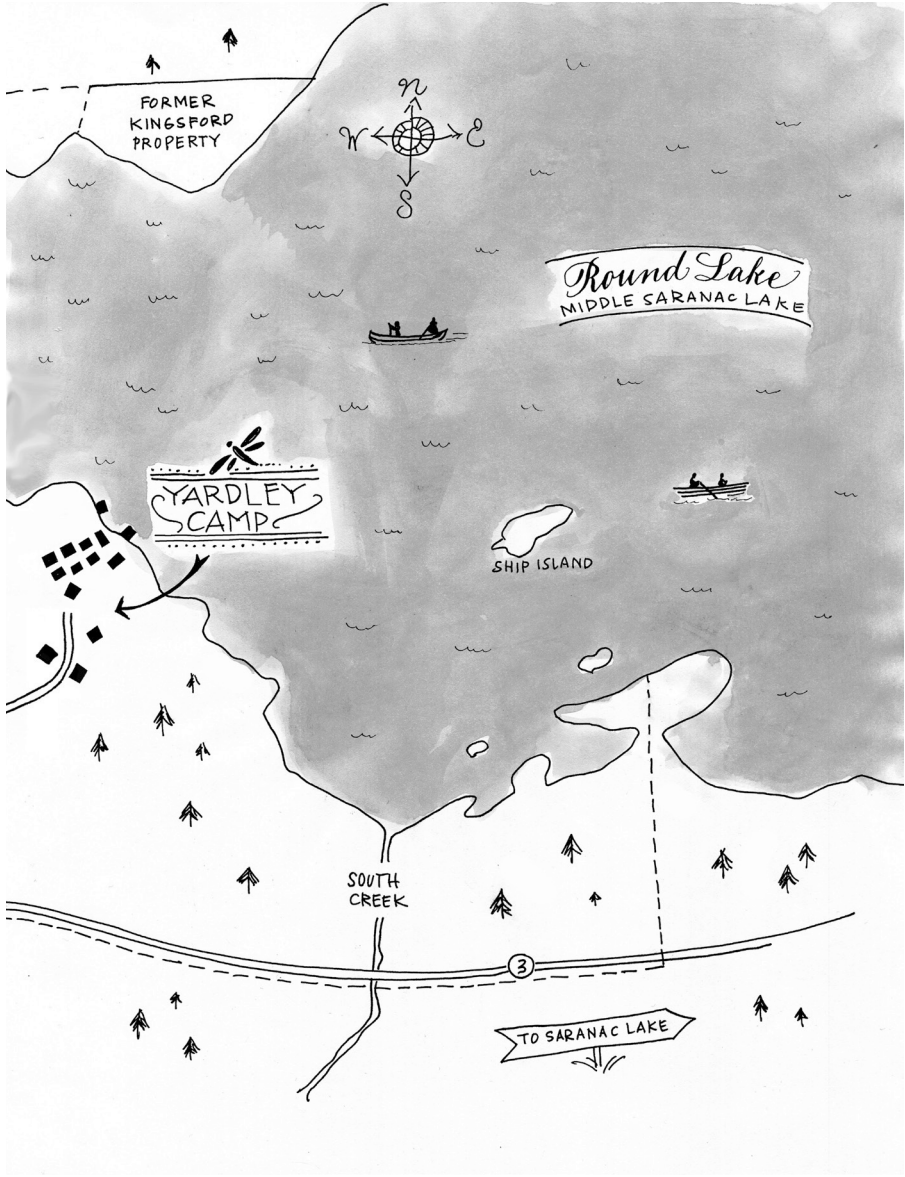 FORMER
KINGSFORD
PROPERTY
N
W E
S
Round Lake
MIDDLE SARANAC LAKE
YARDLEY
CAMP
SHIP ISLAND
SOUTH
CREEK
3
TO SARANAC LAKE